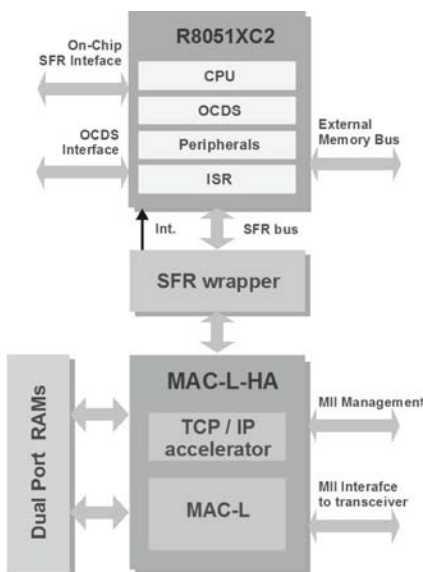 R8051XC2
On-Chip
SFR Inteface
CPU
OCDS
OCDS
Interface
Peripherals
External
Memory Bus
ISR
Int.
SFR bus
SFR wrapper
Dual Port RAMs
MAC-L-HA
TCP / IP
accelerator
MII Management
MAC-L
MII Interafce
to transceiver